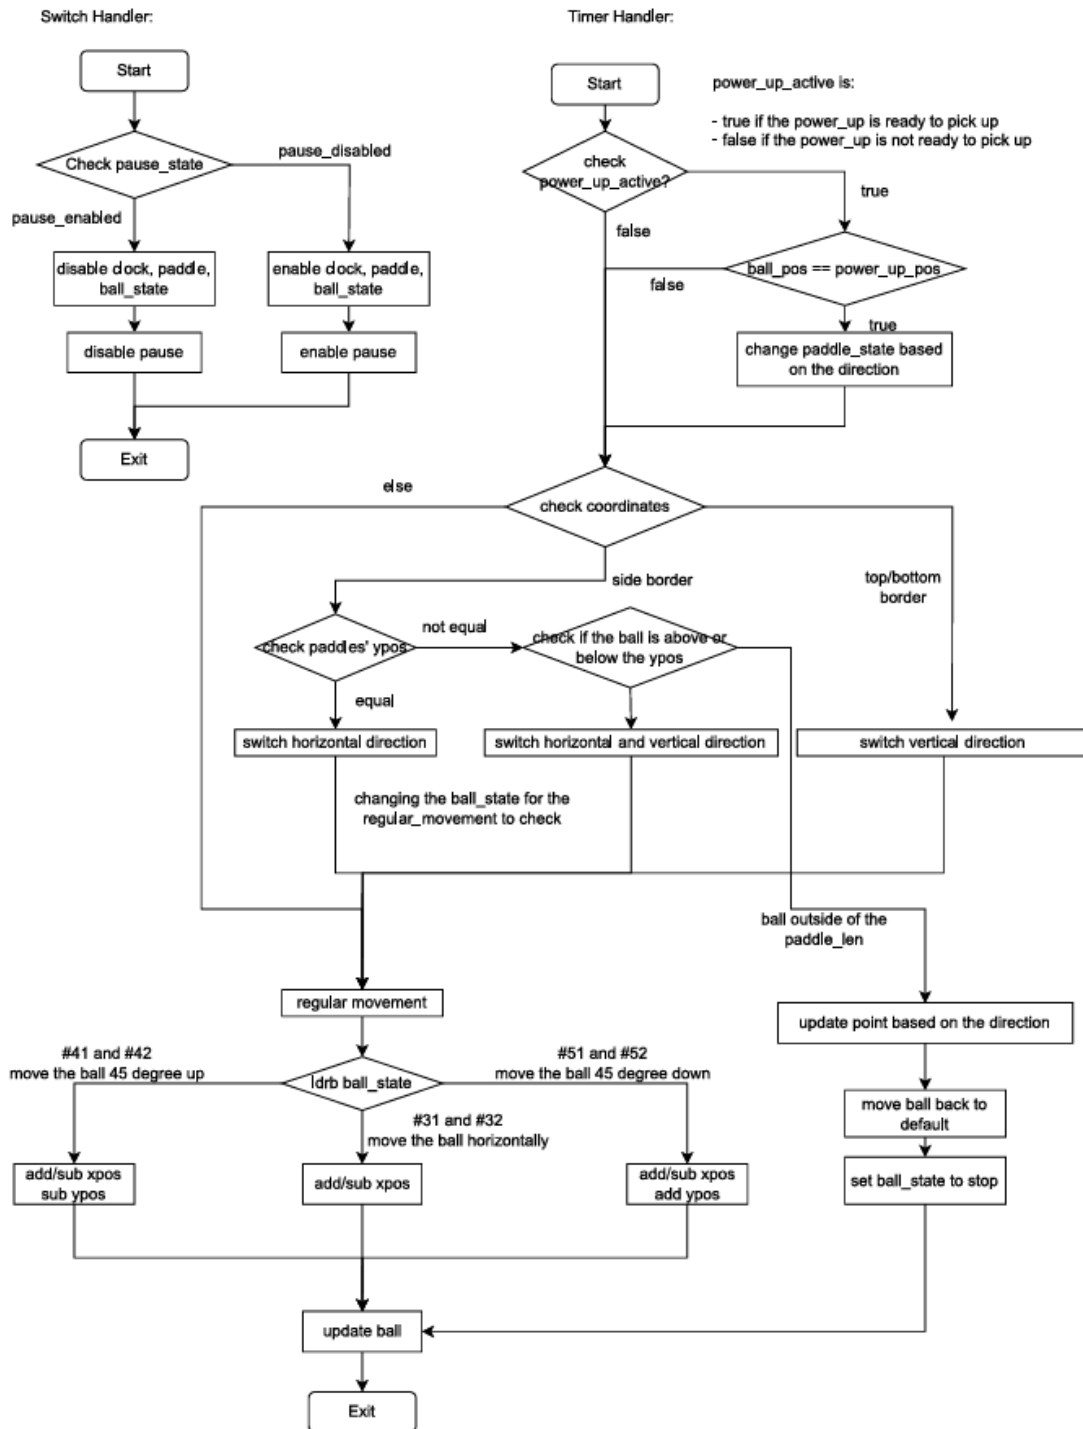 Switch Handler:
Start
Check pause_state
pause_disabled
pause_enabled
disable clock, paddle,
ball_state
enable clock, paddle,
ball_state
disable pause
enable pause
Exit
Timer Handler:
Start
power_up_active is:
- true if the power_up is ready to pick up
- false if the power_up is not ready to pick up
check
power_up_active?
true
false
ball_pos == power_up_pos
false
true
change paddle_state based
on the direction
check coordinates
else
side border
top/bottom
border
check paddles' ypos
not equal
check if the ball is above or
below the ypos
equal
switch horizontal direction
switch horizontal and vertical direction
switch vertical direction
changing the ball_state for the
regular_movement to check
ball outside of the
paddle_len
regular movement
update point based on the direction
#41 and #42
move the ball 45 degree up
ldrb ball_state
#51 and #52
move the ball 45 degree down
#31 and #32
move the ball horizontally
move ball back to
default
add/sub xpos
sub ypos
add/sub xpos
add/sub xpos
add ypos
set ball_state to stop
update ball
Exit